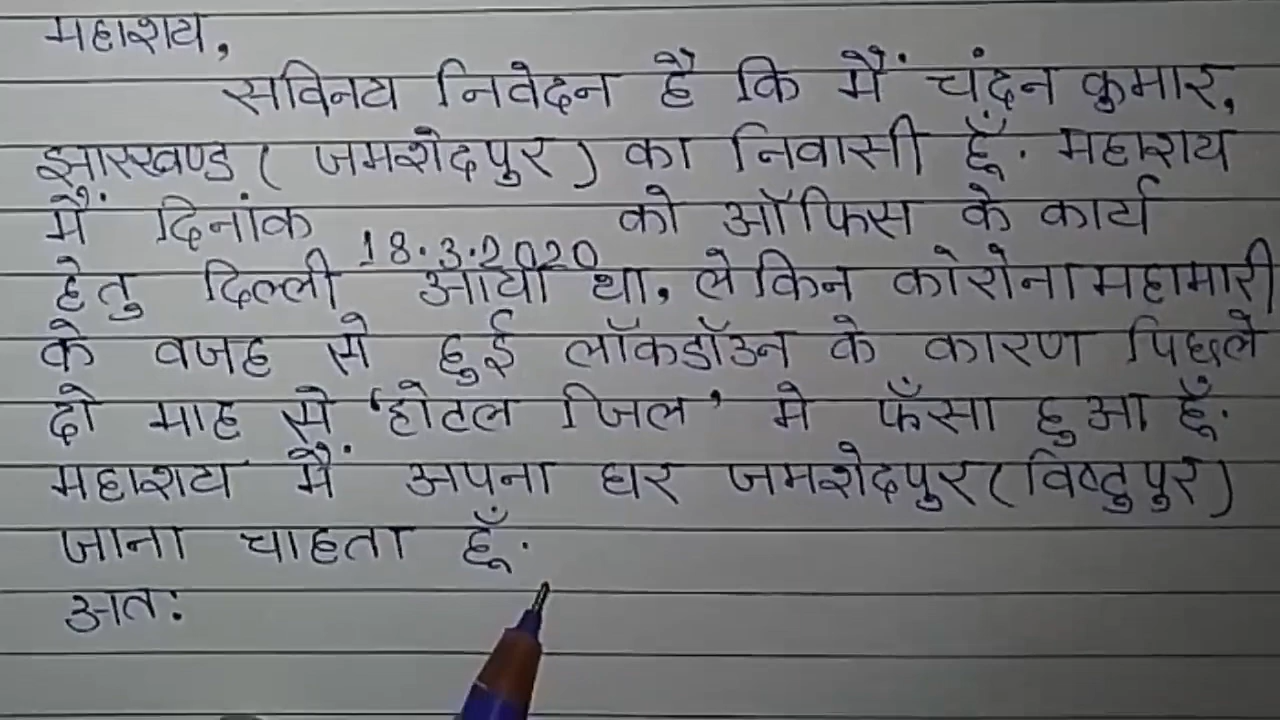 महाशय,
सविनय निवेदन है कि मैं चंदन कुमार,
झारखण्ड ( जमशेदपुर ) का निवासी हूँ. महाशय
मैं दिनांक 18.3.2020 को ऑफिस के कार्य
हेतु दिल्ली आया था, लेकिन कोरोना महामारी
के वजह से हुई लॉकडॉउन के कारण पिछले
दो माह से 'होटल जिल' मे फँसा हुआ हूँ.
महाशय मैं अपना घर जमशेदपुर (विष्टुपुर)
जाना चाहता हूँ.
अतः